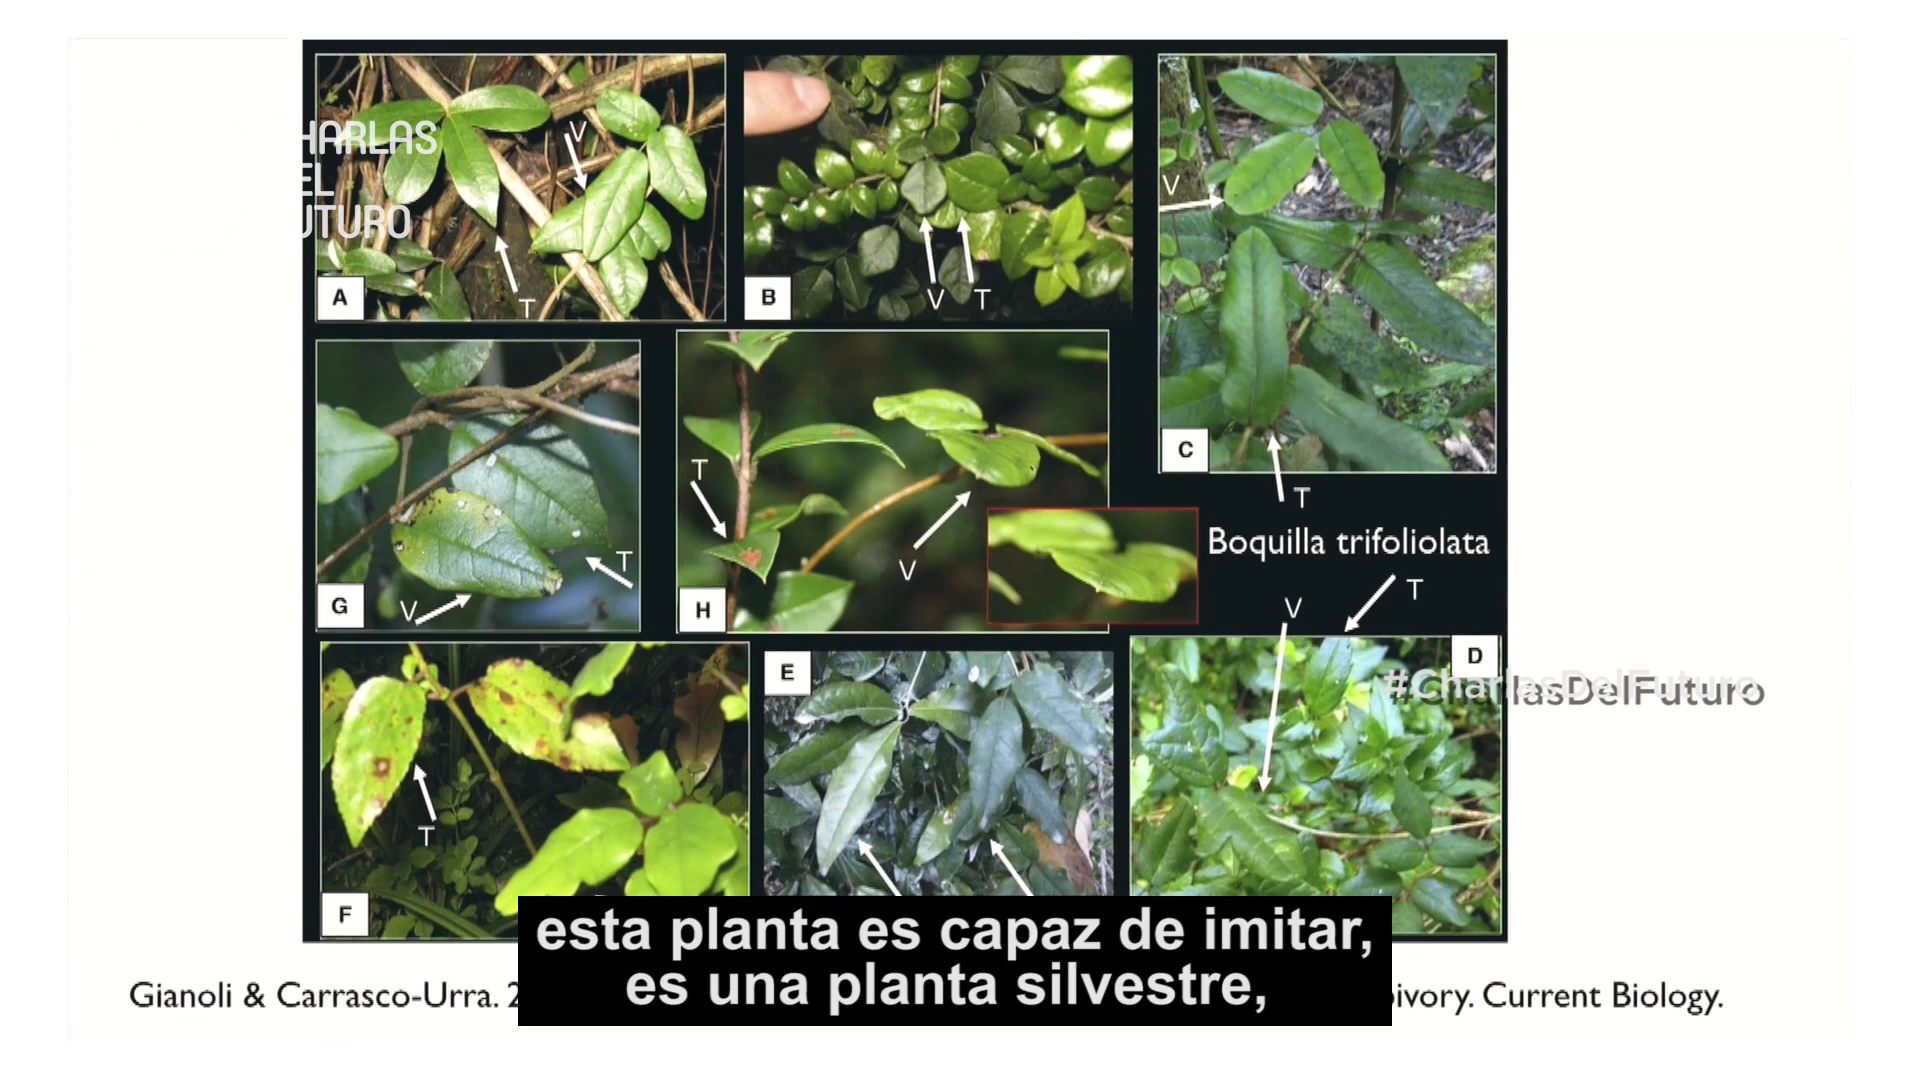 HARLAS
EL
UTURO
V
T
A
B
V
T
V
C
T
Boquilla trifoliolata
T
V
G
V
T
T
V
H
D
#CharlasDelFuturo
T
F
E
esta planta es capaz de imitar,
es una planta silvestre,
Gianoli & Carrasco-Urra. 2
ivory. Current Biology.